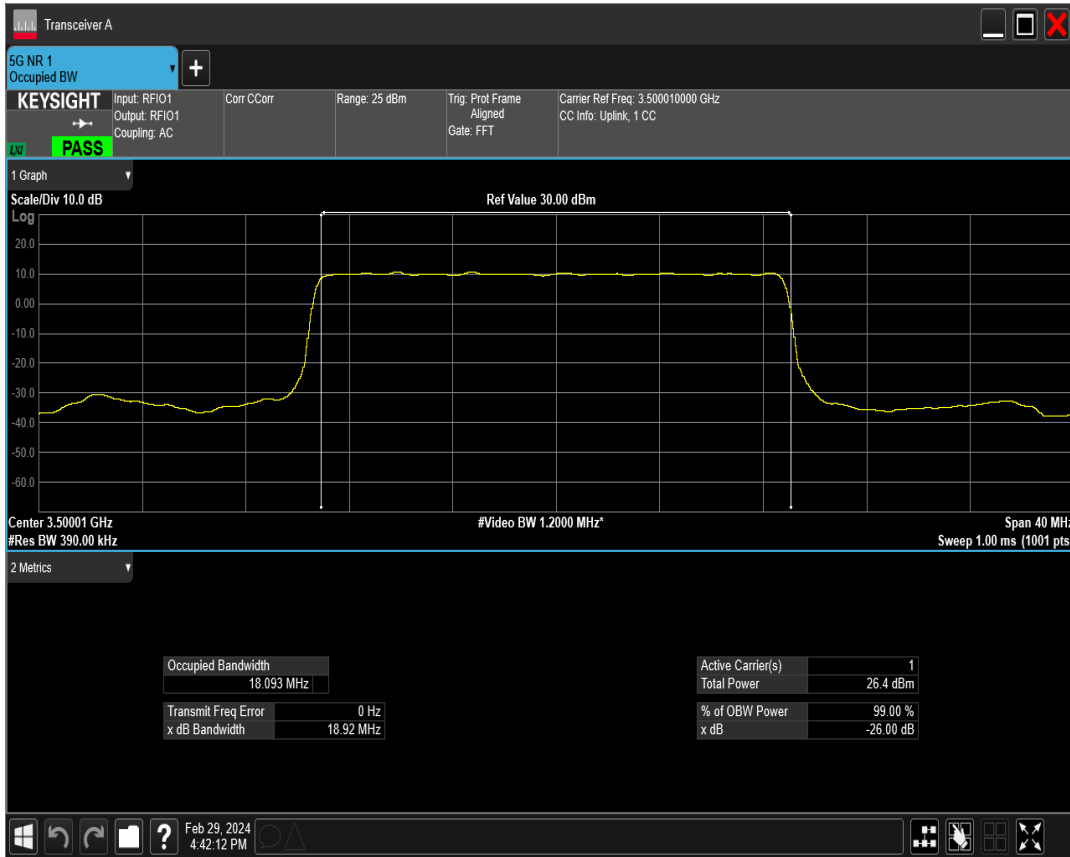 Transceiver A
5G NR 1
Occupied BW
+
KEYSIGHT
LXI
PASS
Input: RFIO1
Output: RFIO1
Coupling: AC
Corr CCorr
Range: 25 dBm
Trig: Prot Frame
Aligned
Gate: FFT
Carrier Ref Freq: 3.500010000 GHz
CC Info: Uplink, 1 CC
1 Graph
Scale/Div 10.0 dB
Ref Value 30.00 dBm
Log
20.0
10.0
0.00
-10.0
-20.0
-30.0
-40.0
-50.0
-60.0
Center 3.50001 GHz
#Video BW 1.2000 MHz*
Span 40 MHz
#Res BW 390.00 kHz
Sweep 1.00 ms (1001 pts
2 Metrics
Occupied Bandwidth
18.093 MHz
Transmit Freq Error 0 Hz
x dB Bandwidth 18.92 MHz
Active Carrier(s) 1
Total Power 26.4 dBm
% of OBW Power 99.00 %
x dB -26.00 dB
?
Feb 29, 2024
4:42:12 PM